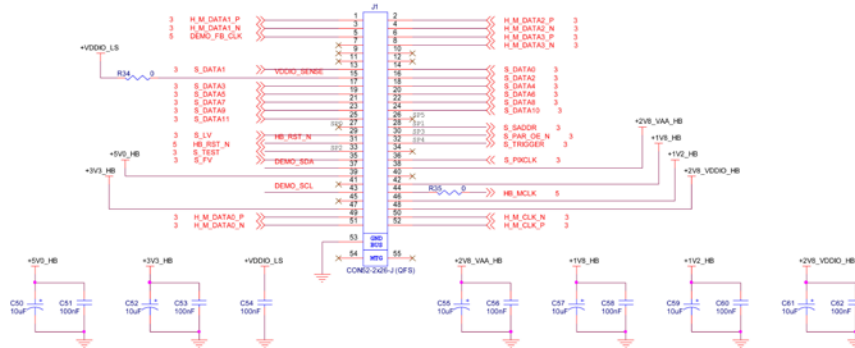 J1
3 H_M_DATA1_P 1 2 H_M_DATA2_P 3
3 H_M_DATA1_N 3 4 H_M_DATA2_N 3
5 DEMO_FB_CLK 5 6 H_M_DATA3_P 3
7 8 H_M_DATA3_N 3
9 10
11 12
+VDDIO_LS
3 S_DATA1 13 14 S_DATA0 3
R34 0 VDDIO_SENSE 15 16 S_DATA2 3
3 S_DATA3 17 18 S_DATA4 3
3 S_DATA5 19 20 S_DATA6 3
3 S_DATA7 21 22 S_DATA8 3
3 S_DATA9 23 24 S_DATA10 3
3 S_DATA11 25 26 SP5
SP0 27 28 SP1 S_SADDR 3
3 S_LV 29 30 SP3 S_PAR_OE_N 3
5 HB_RST_N HB_RST_N 31 32 SP4 S_TRIGGER 3
3 S_TEST SP2 33 34
3 S_FV 35 36 S_PIXCLK 3
DEMO_SDA 37 38 +2V8_VAA_HB
+5V0_HB 39 40
41 42 +1V8_HB
DEMO_SCL 43 44 R35 0 HB_MCLK 5
45 46 +1V2_HB
+3V3_HB 47 48 +2V8_VDDIO_HB
3 H_M_DATA0_P 49 50 H_M_CLK_N 3
3 H_M_DATA0_N 51 52 H_M_CLK_P 3
53 GND
BUS
54 MTG 55
CON52-2x26-J (QFS)
+5V0_HB +3V3_HB +VDDIO_LS +2V8_VAA_HB +1V8_HB +1V2_HB +2V8_VDDIO_HB
C50 C51 C52 C53 C54 C55 C56 C57 C58 C59 C60 C61 C62
10uF 100nF 10uF 100nF 100nF 10uF 100nF 10uF 100nF 10uF 100nF 10uF 100nF